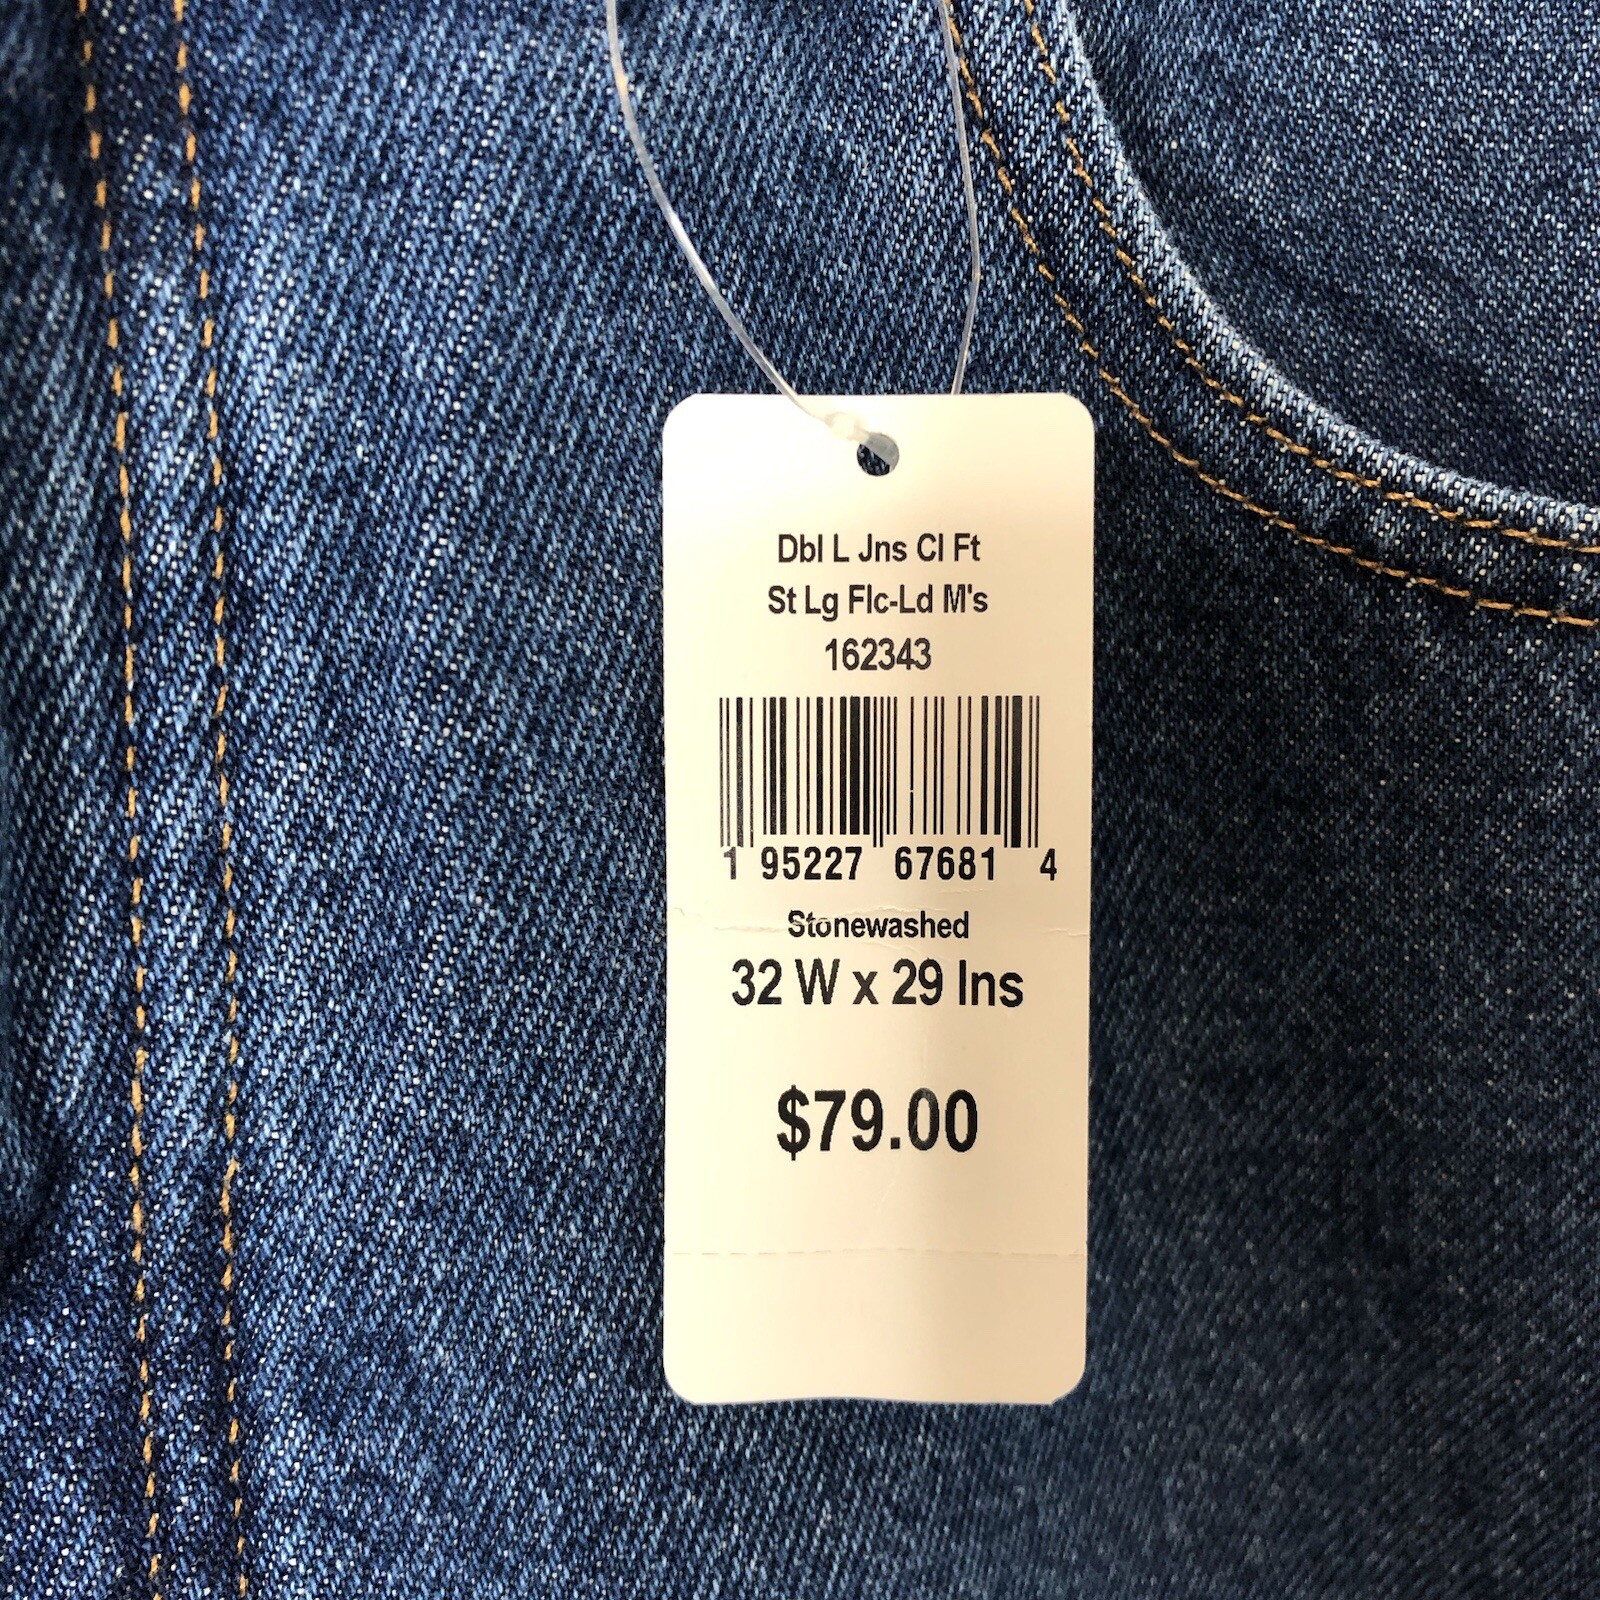 Dbl L Jns Cl Ft
St Lg Flc-Ld M's
162343
1 95227 67681 4
Stonewashed
32 W x 29 Ins
$79.00